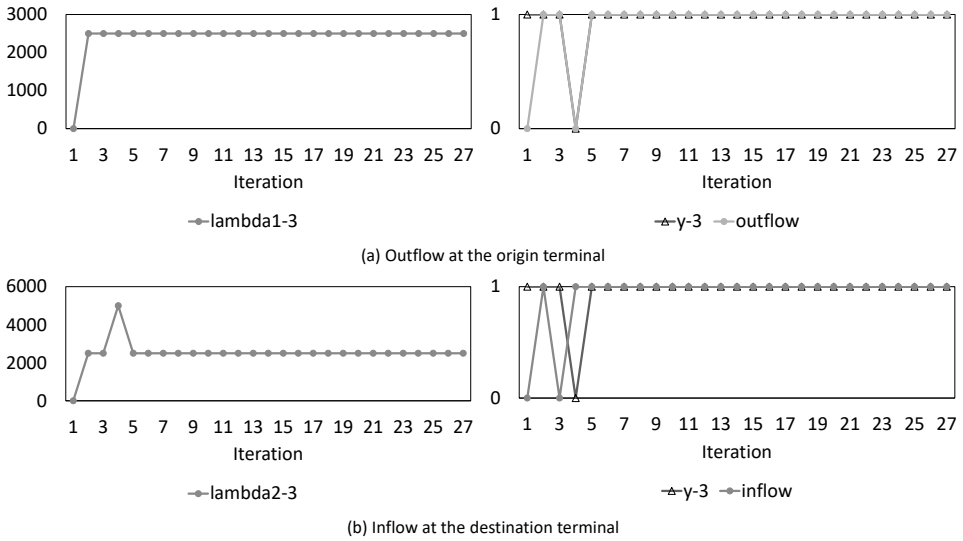 3000
2000
1000
0
1 3 5 7 9 11 13 15 17 19 21 23 25 27
Iteration
lambda1-3
1
0
1 3 5 7 9 11 13 15 17 19 21 23 25 27
Iteration
y-3 outflow
(a) Outflow at the origin terminal
6000
4000
2000
0
1 3 5 7 9 11 13 15 17 19 21 23 25 27
Iteration
lambda2-3
1
0
1 3 5 7 9 11 13 15 17 19 21 23 25 27
Iteration
y-3 inflow
(b) Inflow at the destination terminal